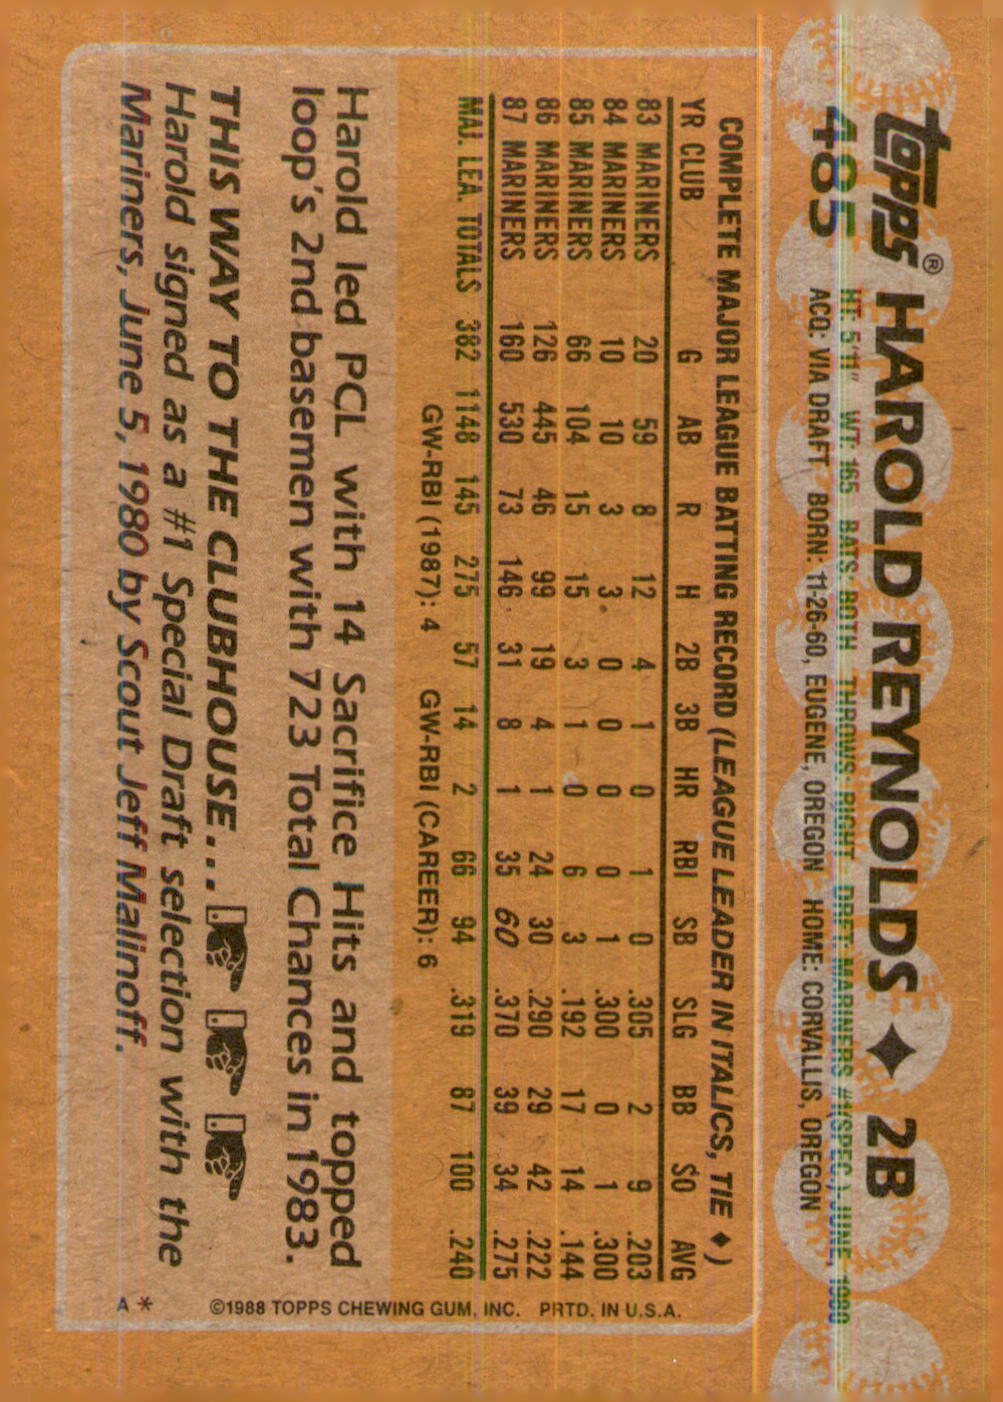 topps® HAROLD REYNOLDS ♦ 2B
485 HT: 5'11" WT: 165 BATS: BOTH THROWS: RIGHT DRFT: MARINERS #1(SPEC.) JUNE, 1980
ACQ: VIA DRAFT BORN: 11-26-60, EUGENE, OREGON HOME: CORVALLIS, OREGON
COMPLETE MAJOR LEAGUE BATTING RECORD (LEAGUE LEADER IN ITALICS, TIE ♦)
YR CLUB G AB R H 2B 3B HR RBI SB SLG BB SO AVG
83 MARINERS 20 59 8 12 4 1 0 1 0 .305 2 9 .203
84 MARINERS 10 10 3 3 0 0 0 0 1 .300 0 1 .300
85 MARINERS 66 104 15 15 3 1 0 6 3 .192 17 14 .144
86 MARINERS 126 445 46 99 19 4 1 24 30 .290 29 42 .222
87 MARINERS 160 530 73 146 31 8 1 35 60 .370 39 34 .275
MAJ. LEA. TOTALS 382 1148 145 275 57 14 2 66 94 .319 87 100 .240
GW-RBI (1987): 4 GW-RBI (CAREER): 6
Harold led PCL with 14 Sacrifice Hits and topped
loop's 2nd basemen with 723 Total Chances in 1983.
THIS WAY TO THE CLUBHOUSE...
Harold signed as a #1 Special Draft selection with the
Mariners, June 5, 1980 by Scout Jeff Malinoff.
©1988 TOPPS CHEWING GUM, INC. PRTD. IN U.S.A.
A *